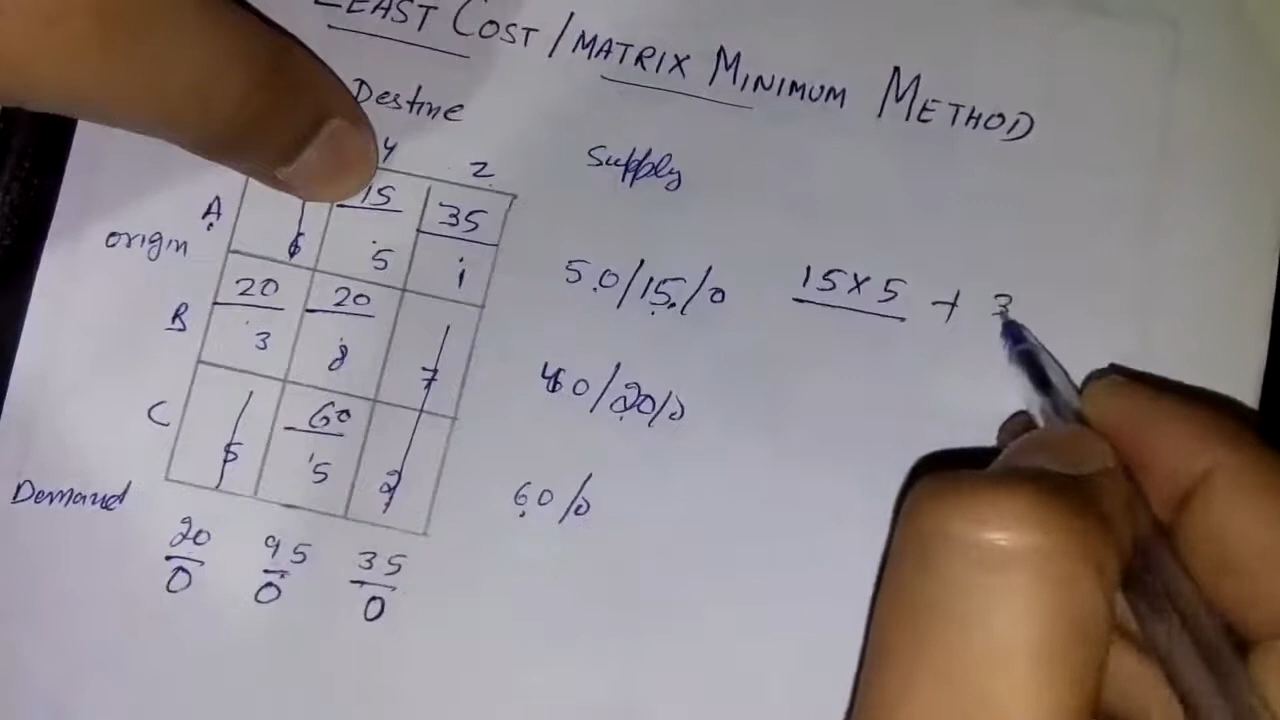 LEAST COST / MATRIX MINIMUM METHOD
Destine
Y Z Supply
A 15 35
origin 6 5 1 50/15/0 15×5 + 3
B 20 20
3 8 7 40/20/0
C 60
5 5 2 60/0
Demand 20 95 35
0 0 0